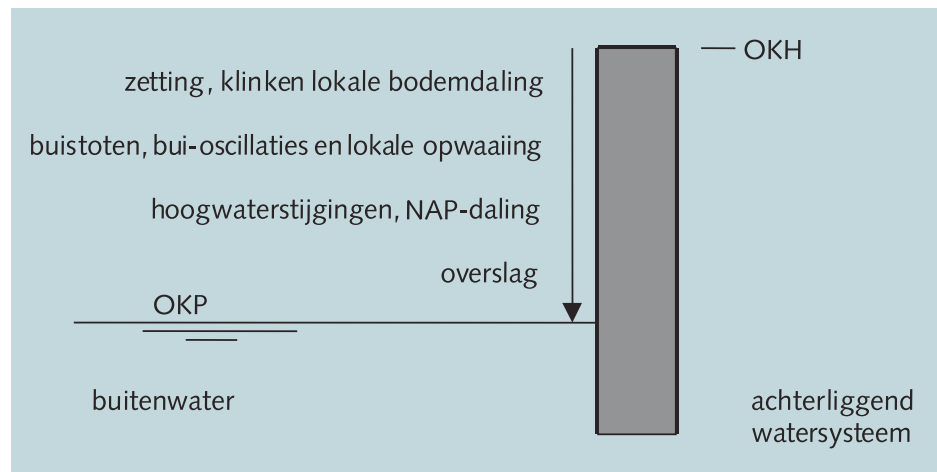 OKH
zetting, klinken lokale bodemdaling
buistoten, bui-oscillaties en lokale opwaaiing
hoogwaterstijgingen, NAP-daling
overslag
OKP
buitenwater
achterliggend
watersysteem